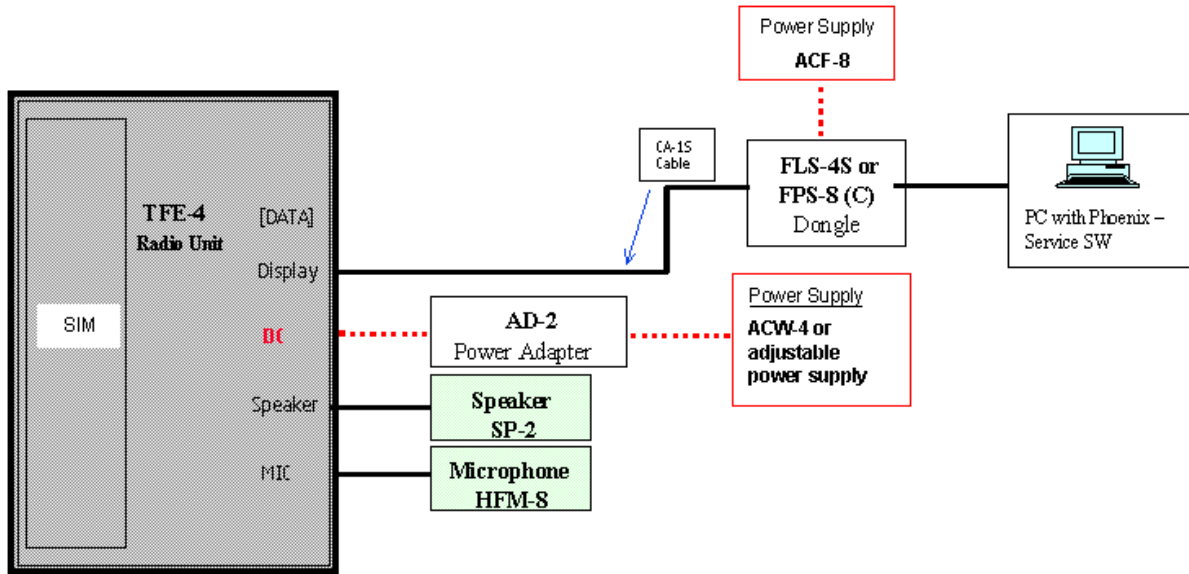 Power Supply
ACF-8
CA-1S
Cable
FLS-4S or
FPS-8 (C)
Dongle
PC with Phoenix –
Service SW
TFE-4
Radio Unit
[DATA]
Display
SIM
DC
AD-2
Power Adapter
Power Supply
ACW-4 or
adjustable
power supply
Speaker
Speaker
SP-2
MIC
Microphone
HFM-8